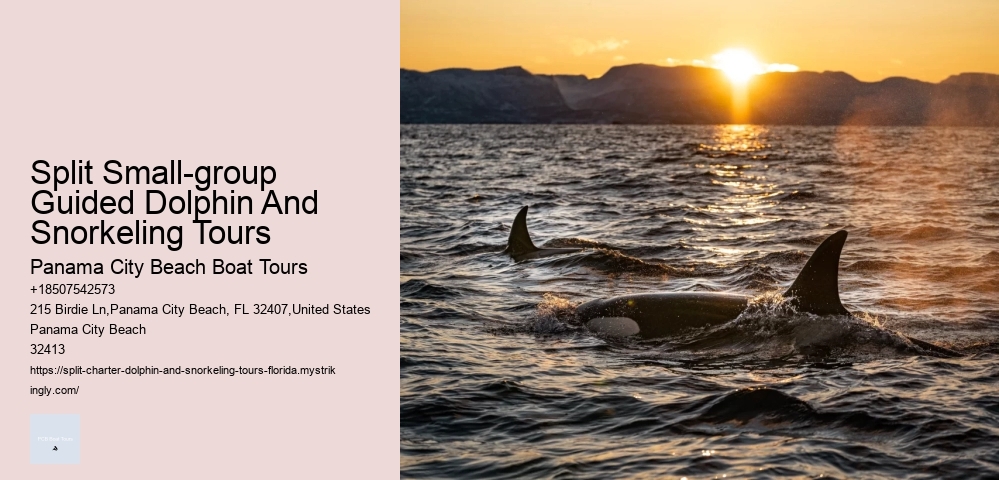 Split Small-group
Guided Dolphin And
Snorkeling Tours
Panama City Beach Boat Tours
+18507542573
215 Birdie Ln,Panama City Beach, FL 32407,United States
Panama City Beach
32413
https://split-charter-dolphin-and-snorkeling-tours-florida.mystrik
ingly.com/